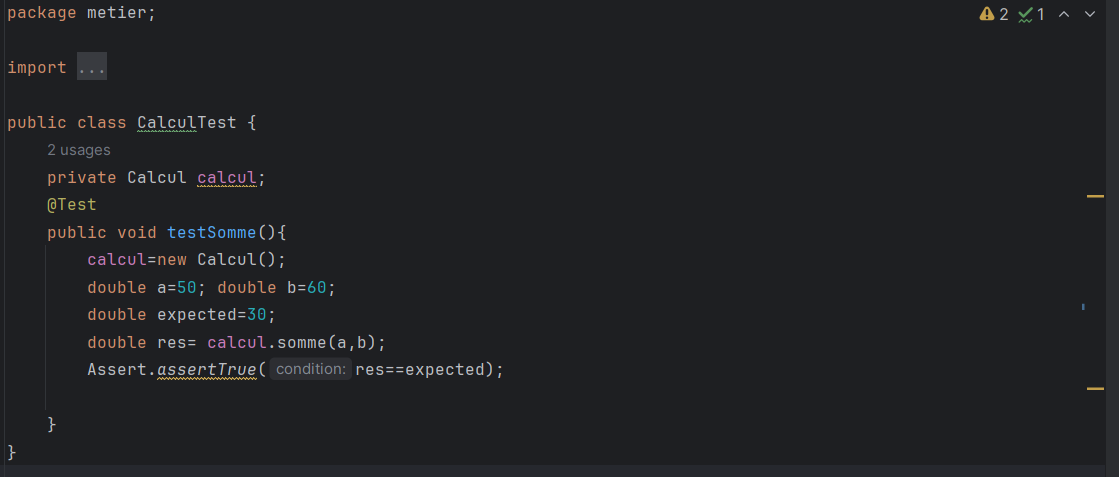 package metier;
2 1
import ...
public class CalculTest {
2 usages
private Calcul calcul;
@Test
public void testSomme(){
calcul=new Calcul();
double a=50; double b=60;
double expected=30;
double res= calcul.somme(a,b);
Assert.assertTrue( condition: res==expected);
}
}